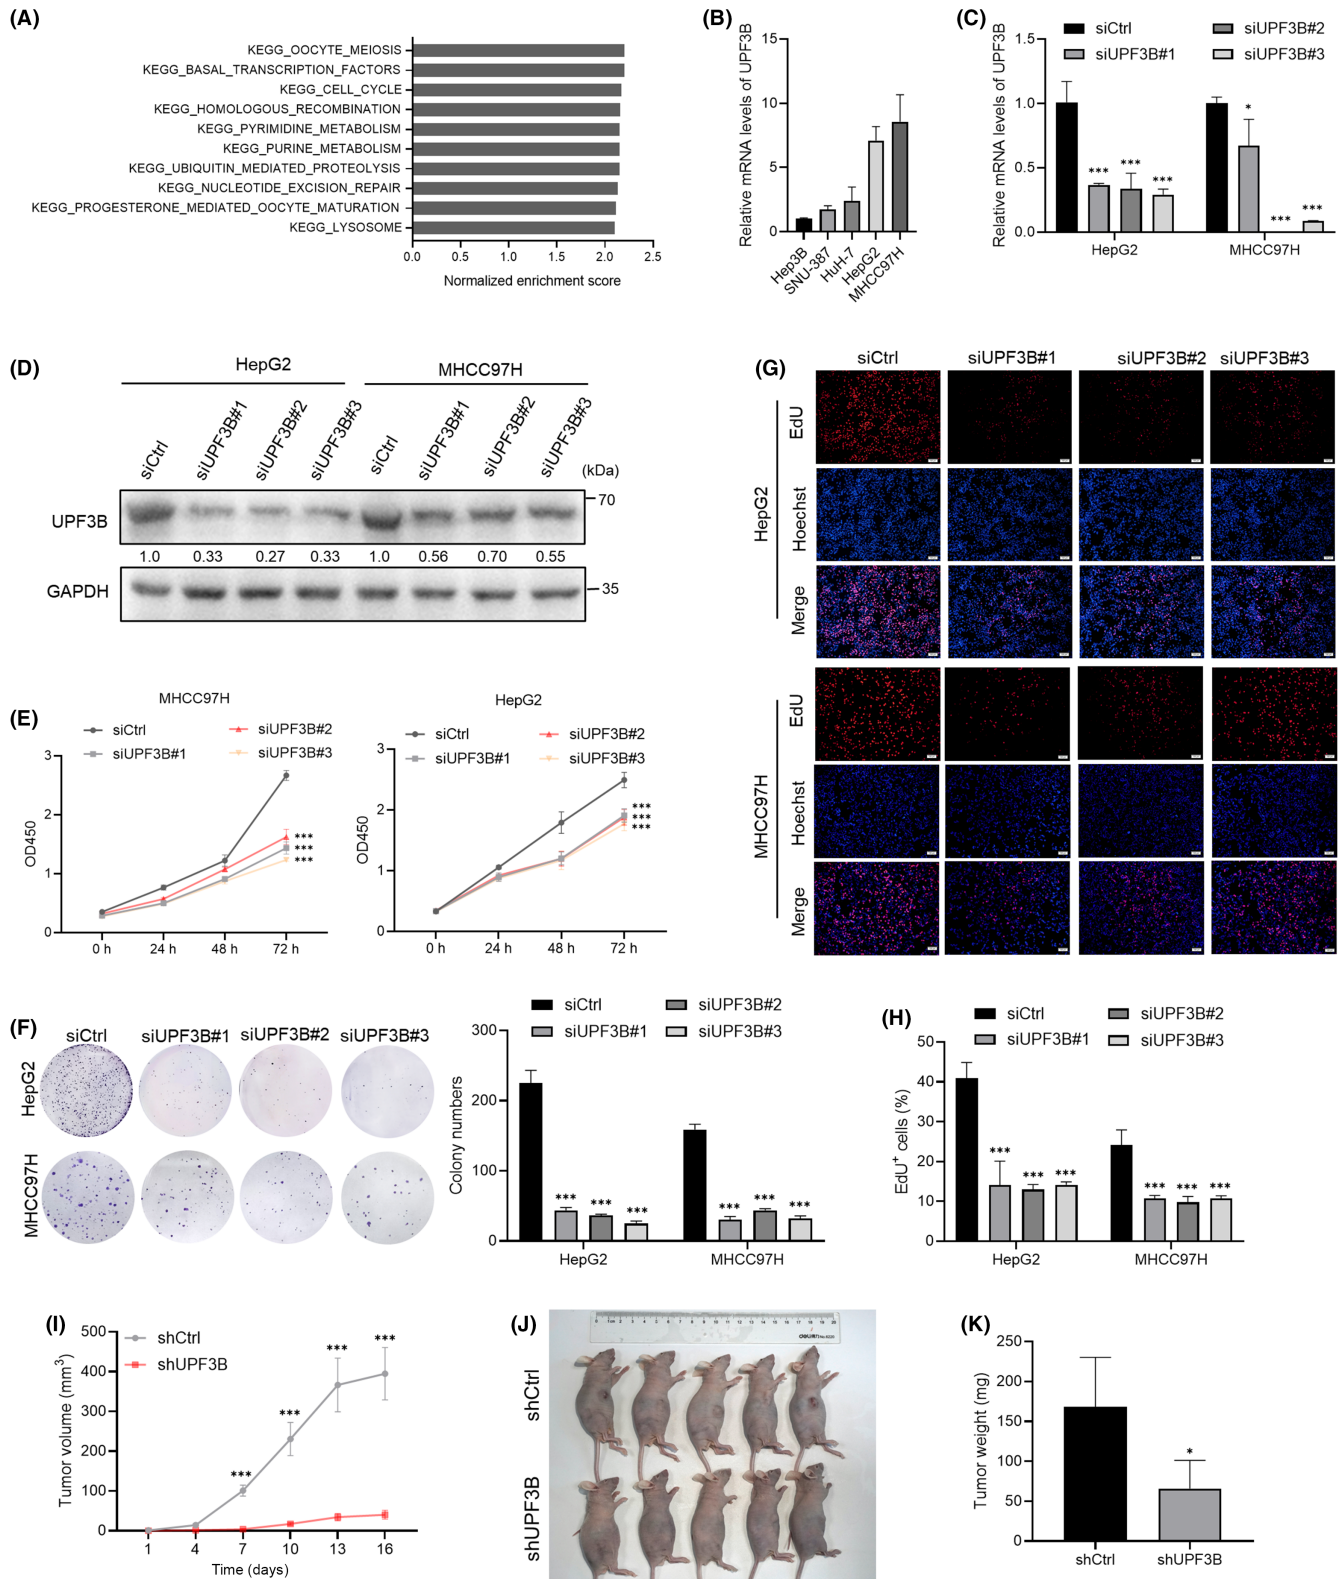 (A)
KEGG_OOCYTE_MEIOSIS
KEGG_BASAL_TRANSCRIPTION_FACTORS
KEGG_CELL_CYCLE
KEGG_HOMOLOGOUS_RECOMBINATION
KEGG_PYRIMIDINE_METABOLISM
KEGG_PURINE_METABOLISM
KEGG_UBIQUITIN_MEDIATED_PROTEOLYSIS
KEGG_NUCLEOTIDE_EXCISION_REPAIR
KEGG_PROGESTERONE_MEDIATED_OOCYTE_MATURATION
KEGG_LYSOSOME
0.0 0.5 1.0 1.5 2.0 2.5
Normalized enrichment score
(B)
Relative mRNA levels of UPF3B
15
10
5
0
Hep3B SNU-387 HuH-7 HepG2 MHCC97H
(C)
siCtrl siUPF3B#2
siUPF3B#1 siUPF3B#3
Relative mRNA levels of UPF3B
1.5
1.0
0.5
0.0
*** *** *** * *** ***
HepG2 MHCC97H
(D)
HepG2 MHCC97H
siCtrl siUPF3B#1 siUPF3B#2 siUPF3B#3 siCtrl siUPF3B#1 siUPF3B#2 siUPF3B#3
(kDa)
UPF3B 70
1.0 0.33 0.27 0.33 1.0 0.56 0.70 0.55
GAPDH 35
(E)
MHCC97H
siCtrl siUPF3B#2
siUPF3B#1 siUPF3B#3
OD450
3
2
1
0
***
***
***
0 h 24 h 48 h 72 h
HepG2
siCtrl siUPF3B#2
siUPF3B#1 siUPF3B#3
OD450
3
2
1
0
***
***
***
0 h 24 h 48 h 72 h
(F)
siCtrl siUPF3B#1 siUPF3B#2 siUPF3B#3
HepG2
MHCC97H
siCtrl siUPF3B#2
siUPF3B#1 siUPF3B#3
Colony numbers
300
200
100
0
*** *** *** *** *** ***
HepG2 MHCC97H
(G)
siCtrl siUPF3B#1 siUPF3B#2 siUPF3B#3
HepG2
EdU
Hoechst
Merge
MHCC97H
EdU
Hoechst
Merge
(H)
siCtrl siUPF3B#2
siUPF3B#1 siUPF3B#3
EdU+ cells (%)
50
40
30
20
10
0
*** *** *** *** *** ***
HepG2 MHCC97H
(I)
shCtrl
shUPF3B
Tumor volume (mm3)
500
400
300
200
100
0
*** *** *** ***
1 4 7 10 13 16
Time (days)
(J)
shCtrl
shUPF3B
(K)
Tumor weight (mg)
250
200
150
100
50
0
*
shCtrl shUPF3B